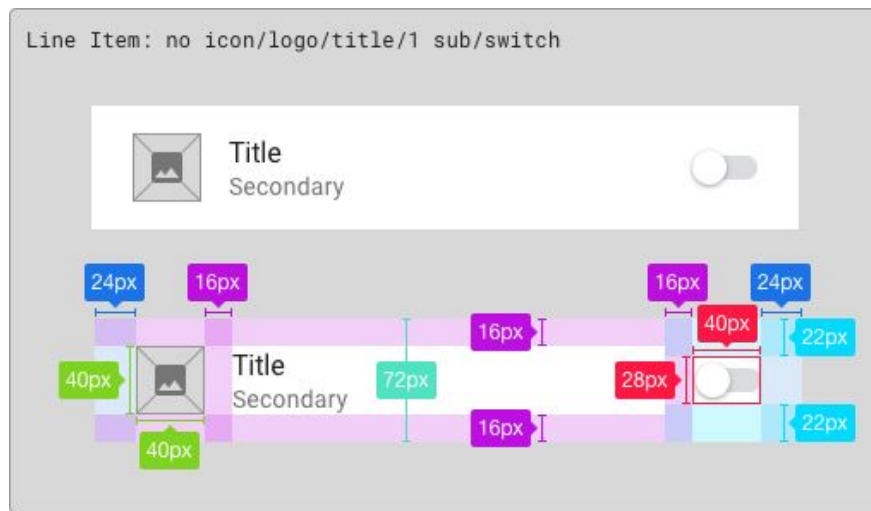 Line Item: no icon/logo/title/1 sub/switch
Title
Secondary
24px
16px
16px
24px
16px
40px
22px
Title
40px
72px
28px
Secondary
16px
22px
40px